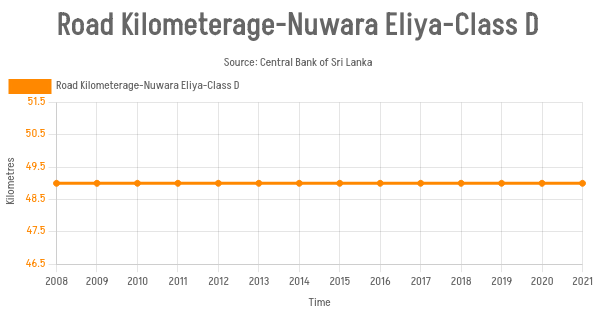 Road Kilometerage-Nuwara Eliya-Class D
Source: Central Bank of Sri Lanka
Road Kilometerage-Nuwara Eliya-Class D
51.5
50.5
49.5
48.5
47.5
46.5
Kilometres
2008 2009 2010 2011 2012 2013 2014 2015 2016 2017 2018 2019 2020 2021
Time